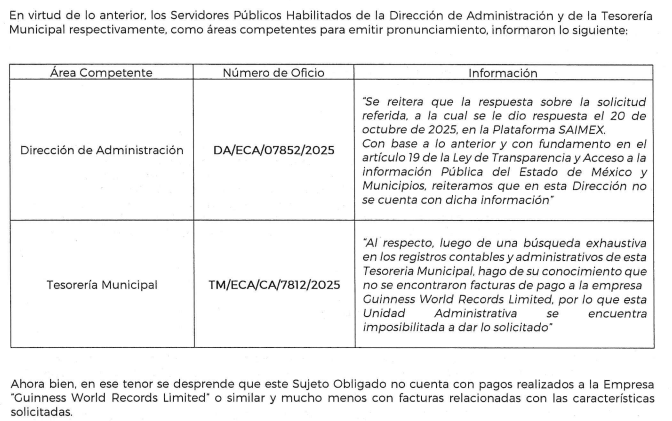 En virtud de lo anterior, los Servidores Públicos Habilitados de la Dirección de Administración y de la Tesorería
Municipal respectivamente, como áreas competentes para emitir pronunciamiento, informaron lo siguiente:
Área Competente
Número de Oficio
Información
Dirección de Administración
DA/ECA/07852/2025
"Se reitera que la respuesta sobre la solicitud
referida, a la cual se le dio respuesta el 20 de
octubre de 2025, en la Plataforma SAIMEX.
Con base a lo anterior y con fundamento en el
artículo 19 de la Ley de Transparencia y Acceso a la
información Pública del Estado de México y
Municipios, reiteramos que en esta Dirección no
se cuenta con dicha información"
Tesorería Municipal
TM/ECA/CA/7812/2025
"Al respecto, luego de una búsqueda exhaustiva
en los registros contables y administrativos de esta
Tesoreria Municipal, hago de su conocimiento que
no se encontraron facturas de pago a la empresa
Guinness World Records Limited, por lo que esta
Unidad Administrativa se encuentra
imposibilitada a dar lo solicitado"
Ahora bien, en ese tenor se desprende que este Sujeto Obligado no cuenta con pagos realizados a la Empresa
"Guinness World Records Limited" o similar y mucho menos con facturas relacionadas con las características
solicitadas.